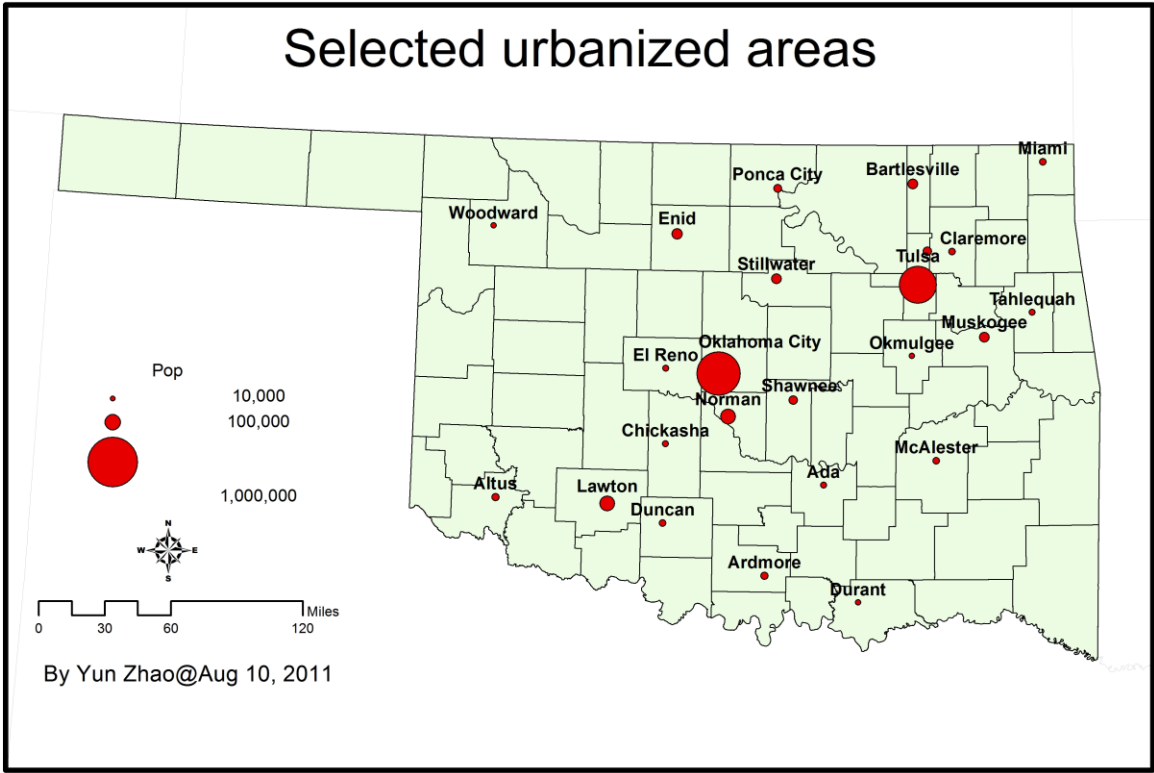 Selected urbanized areas
Miami
Bartlesville
Ponca City
Woodward
Enid
Claremore
Tulsa
Stillwater
Tahlequah
Muskogee
Oklahoma City
Okmulgee
El Reno
Shawnee
Norman
Chickasha
McAlester
Ada
Altus
Lawton
Duncan
Ardmore
Durant
Pop
10,000
100,000
1,000,000
N
W E
S
Miles
0 30 60 120
By Yun Zhao@Aug 10, 2011